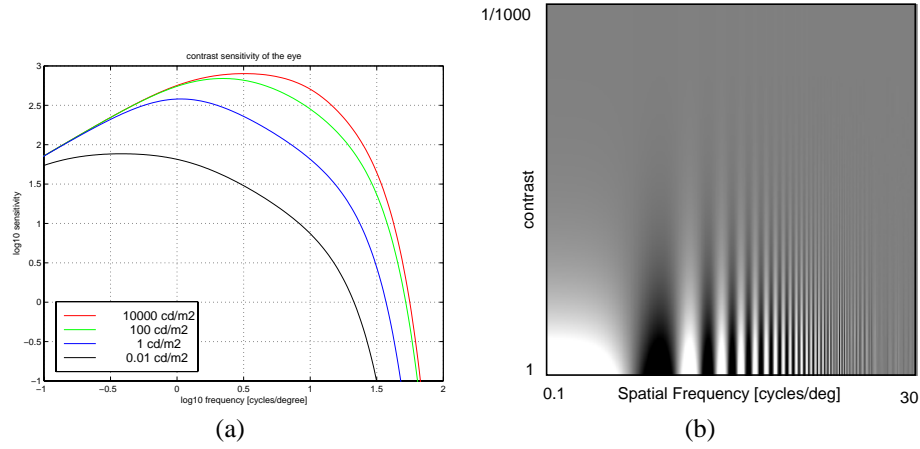 contrast sensitivity of the eye
3
2.5
2
1.5
1
0.5
0
−0.5
−1
log10 sensitivity
10000 cd/m2
100 cd/m2
1 cd/m2
0.01 cd/m2
−1
−0.5
0
0.5
1
1.5
2
log10 frequency [cycles/degree]
(a)
1/1000
contrast
1
0.1
Spatial Frequency [cycles/deg]
30
(b)